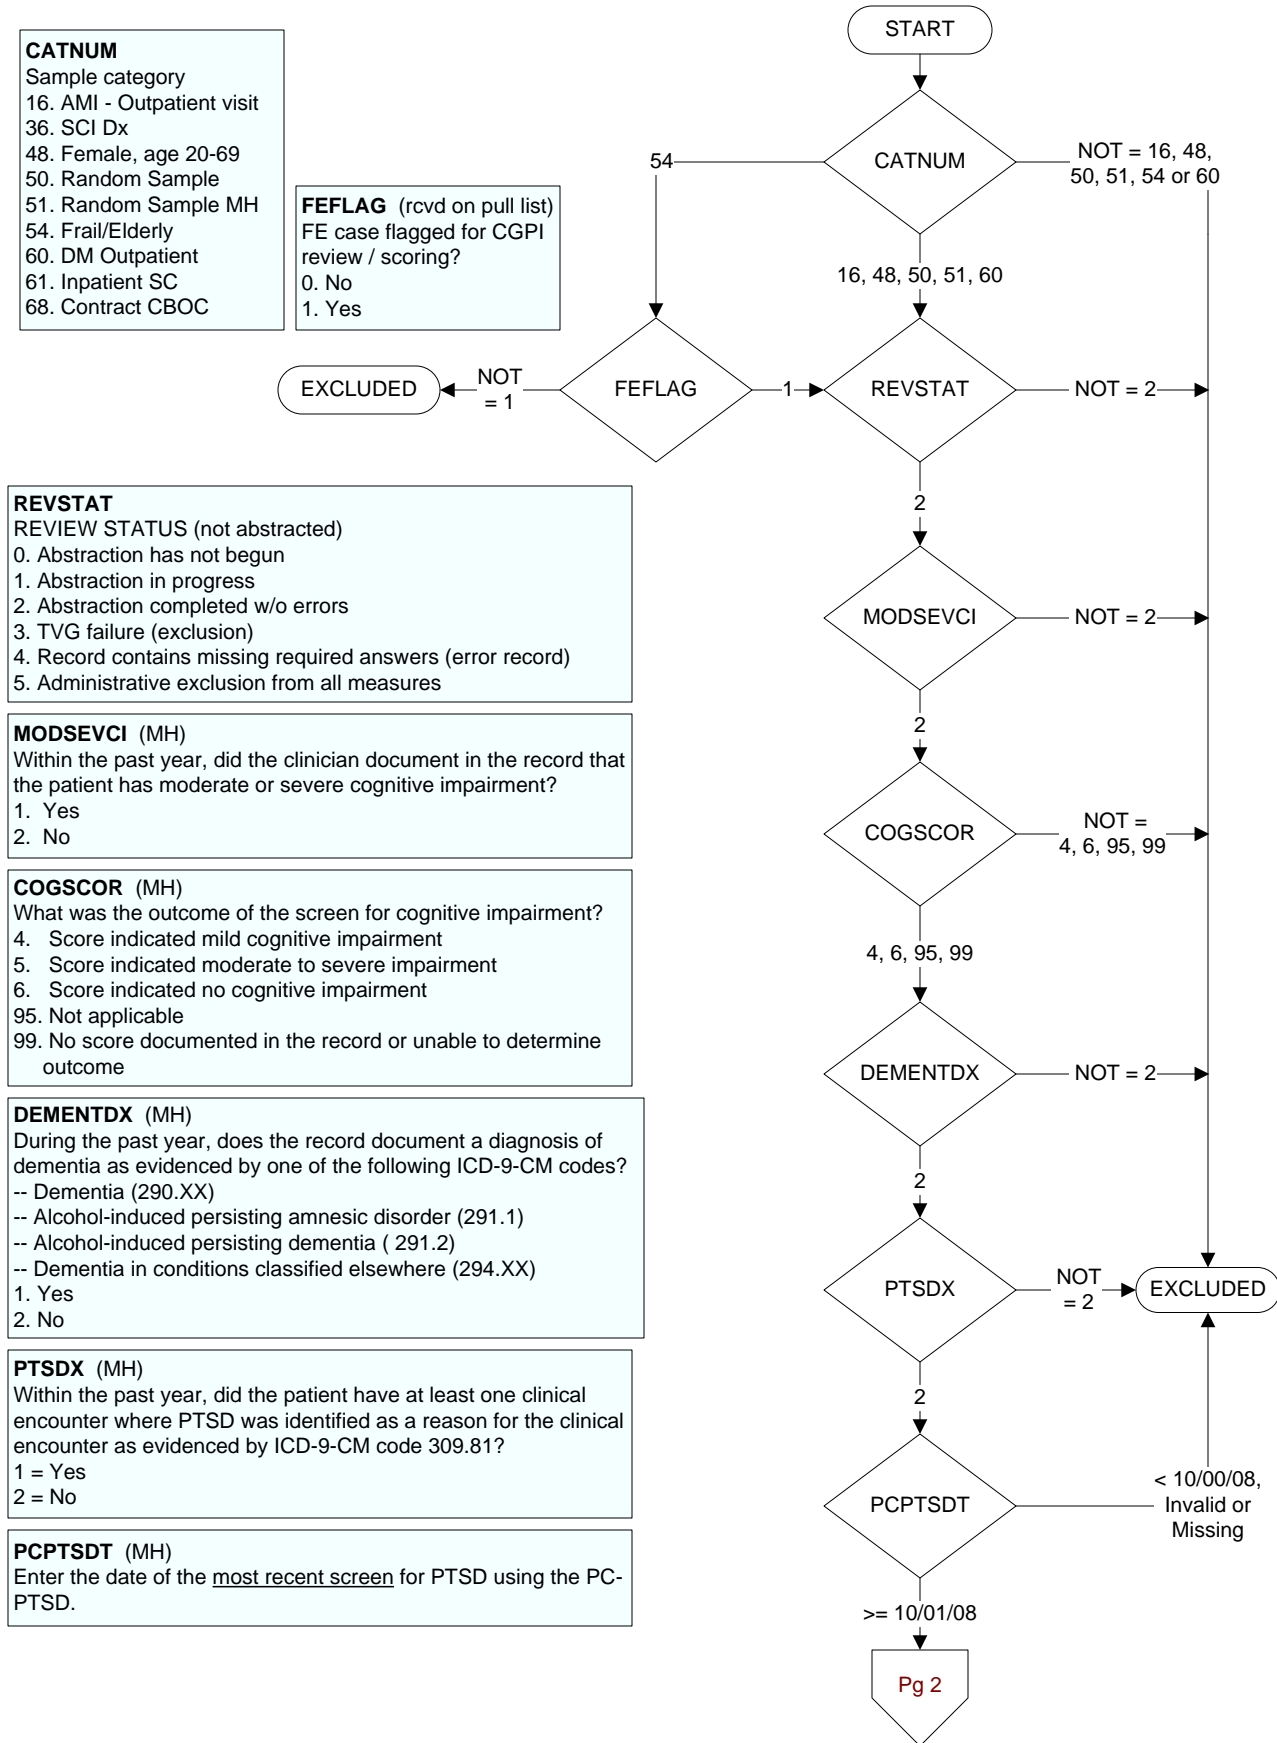 START
CATNUM
Sample category
16. AMI - Outpatient visit
36. SCI Dx
48. Female, age 20-69
50. Random Sample
51. Random Sample MH
54. Frail/Elderly
60. DM Outpatient
61. Inpatient SC
68. Contract CBOC
FEFLAG (rcvd on pull list)
FE case flagged for CGPI
review / scoring?
0. No
1. Yes
54
CATNUM
NOT = 16, 48,
50, 51, 54 or 60
16, 48, 50, 51, 60
EXCLUDED
NOT
= 1
FEFLAG
1
REVSTAT
NOT = 2
2
REVSTAT
REVIEW STATUS (not abstracted)
0. Abstraction has not begun
1. Abstraction in progress
2. Abstraction completed w/o errors
3. TVG failure (exclusion)
4. Record contains missing required answers (error record)
5. Administrative exclusion from all measures
MODSEVCI
NOT = 2
2
MODSEVCI (MH)
Within the past year, did the clinician document in the record that
the patient has moderate or severe cognitive impairment?
1. Yes
2. No
COGSCOR
NOT =
4, 6, 95, 99
4, 6, 95, 99
COGSCOR (MH)
What was the outcome of the screen for cognitive impairment?
4. Score indicated mild cognitive impairment
5. Score indicated moderate to severe impairment
6. Score indicated no cognitive impairment
95. Not applicable
99. No score documented in the record or unable to determine
outcome
DEMENTDX
NOT = 2
2
DEMENTDX (MH)
During the past year, does the record document a diagnosis of
dementia as evidenced by one of the following ICD-9-CM codes?
-- Dementia (290.XX)
-- Alcohol-induced persisting amnesic disorder (291.1)
-- Alcohol-induced persisting dementia ( 291.2)
-- Dementia in conditions classified elsewhere (294.XX)
1. Yes
2. No
PTSDX
NOT
= 2
EXCLUDED
2
PTSDX (MH)
Within the past year, did the patient have at least one clinical
encounter where PTSD was identified as a reason for the clinical
encounter as evidenced by ICD-9-CM code 309.81?
1 = Yes
2 = No
PCPTSDT
< 10/00/08,
Invalid or
Missing
PCPTSDT (MH)
Enter the date of the most recent screen for PTSD using the PC-
PTSD.
>= 10/01/08
Pg 2